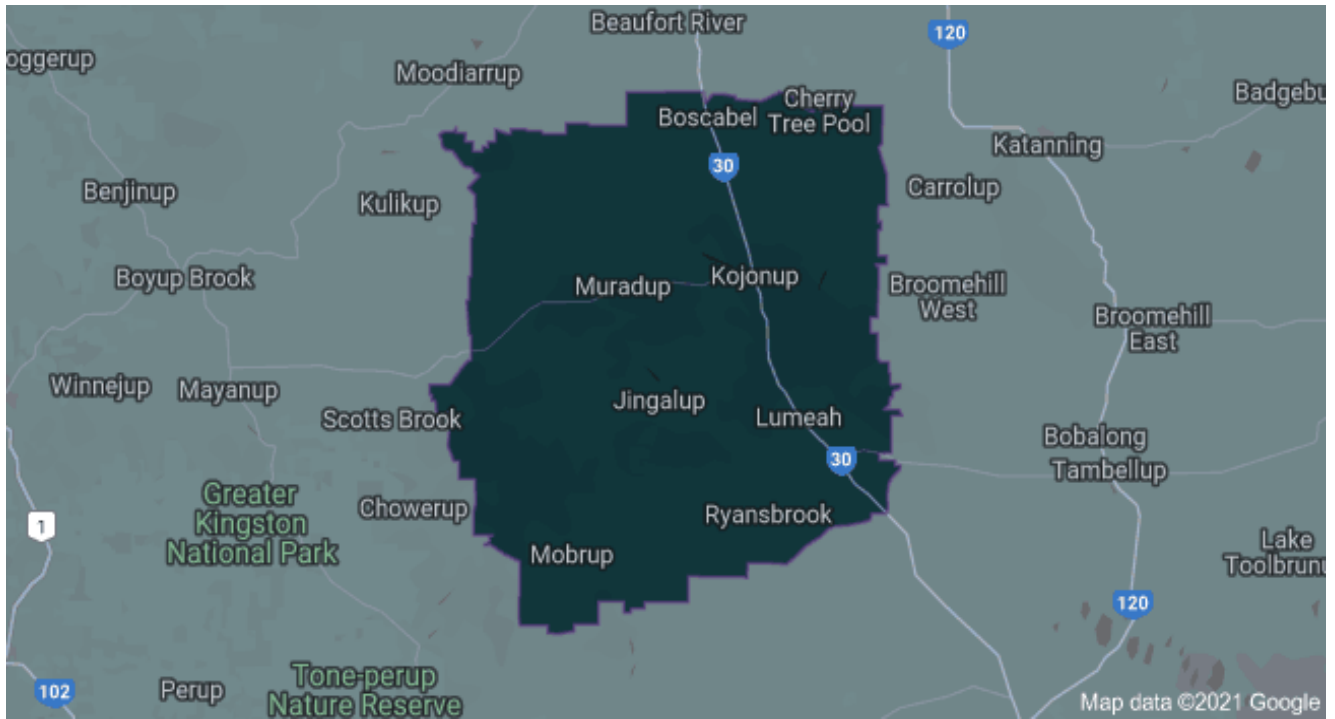 Beaufort River
120
oggerup
Moodiarrup
Cherry
Tree Pool
Badgebu
Boscabel
Katanning
30
Benjinup
Kulikup
Carrolup
Boyup Brook
Muradup
Kojonup
Broomehill
West
Broomehill
East
Winnejup
Mayanup
Jingalup
Scotts Brook
Lumeah
Bobalong
30
Tambellup
Greater
Kingston
National Park
Chowerup
Ryansbrook
1
Mobrup
Lake
Toolbrunu
120
Tone-perup
Nature Reserve
102
Perup
Map data ©2021 Google